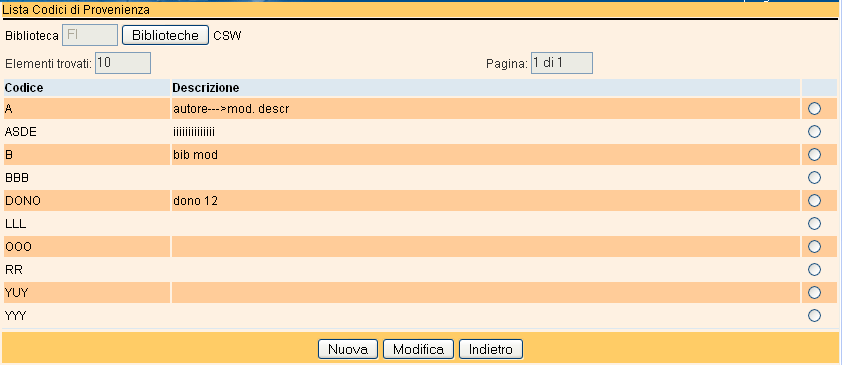 Lista Codici di Provenienza
Biblioteca FI Biblioteche CSW
Elementi trovati: 10 Pagina: 1 di 1
Codice Descrizione
A autore--->mod. descr
ASDE iiiiiiiiiiiiii
B bib mod
BBB
DONO dono 12
LLL
OOO
RR
YUY
YYY
Nuova Modifica Indietro